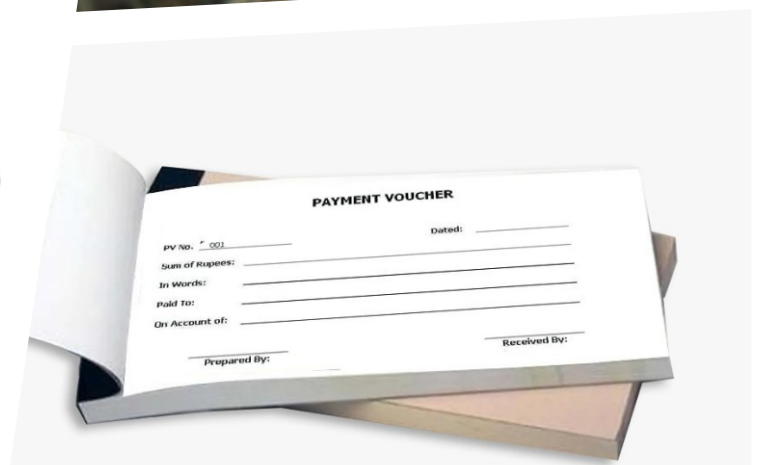 PAYMENT VOUCHER
PV No. 001 Dated:
Sum of Rupees:
In Words:
Paid To:
On Account of:
Prepared By: Received By: